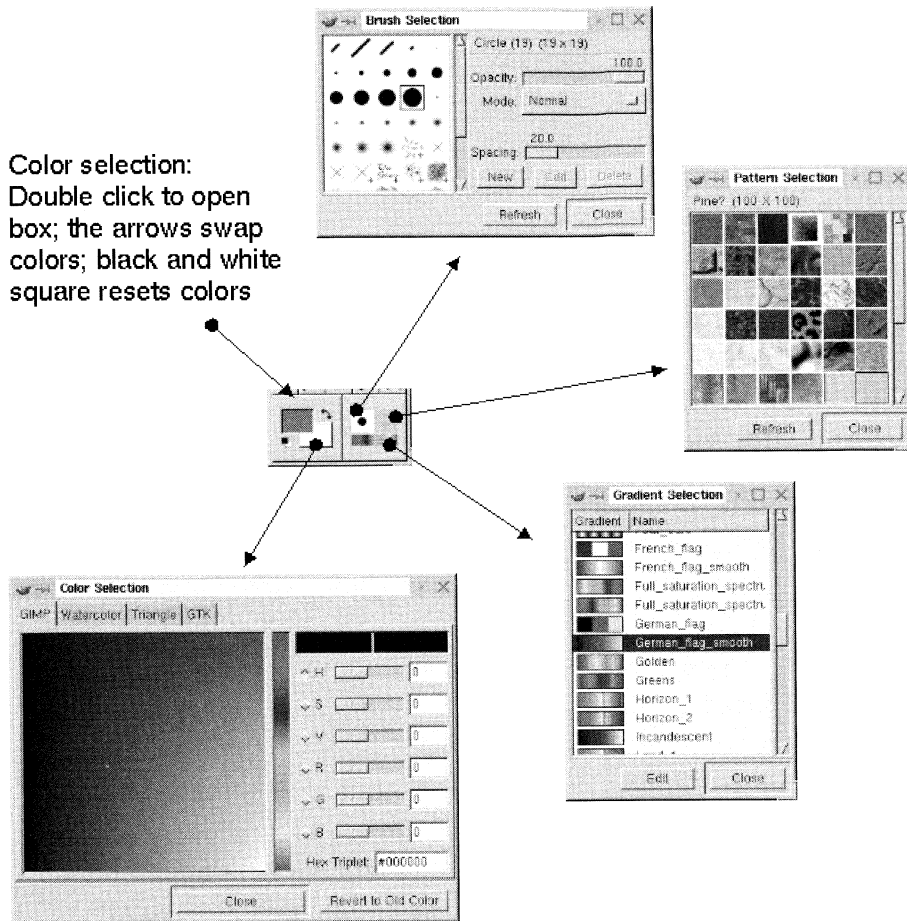 Brush Selection
Circle (19) (19 x 19)
100.0
Opacity:
Mode: Normal
20.0
Spacing:
New Edit Delete
Refresh Close
Color selection:
Double click to open
box; the arrows swap
colors; black and white
square resets colors
Pattern Selection
Pine? (100 X 100)
Refresh Close
Gradient Selection
Gradient Name
French_flag
French_flag_smooth
Full_saturation_spectru
Full_saturation_spectru
German_flag
German_flag_smooth
Golden
Greens
Horizon_1
Horizon_2
Incandescent
Edit Close
Color Selection
GIMP Watercolor Triangle GTK
H 0
S 0
V 0
R 0
G 0
B 0
Hex Triplet: #000000
Close Revert to Old Color